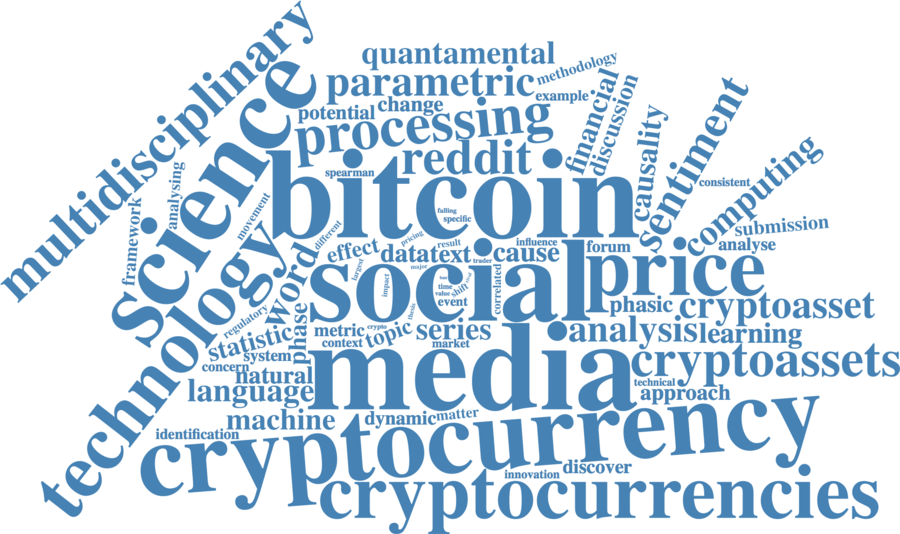 multidisciplinary
science
technology
quantamental
methodology
parametric
example
potential
change
financial
discussion
processing
reddit
spearman
causality
sentiment
consistent
computing
submission
analyse
analysing
framework
movement
bitcoin
falling
specific
different
word
effect
pricing
result
datatext
trader
influence
cause
forum
price
largest
major
impact
social
time
value
shift
event
correlated
phasic
cryptoasset
regulatory
statistic
phase
metric
crypto
topic
thesis
series
analysis
learning
context
market
system
concern
natural
language
media
cryptoassets
technical
approach
machine
dynamic
matter
identification
cryptocurrency
innovation
discover
cryptocurrencies